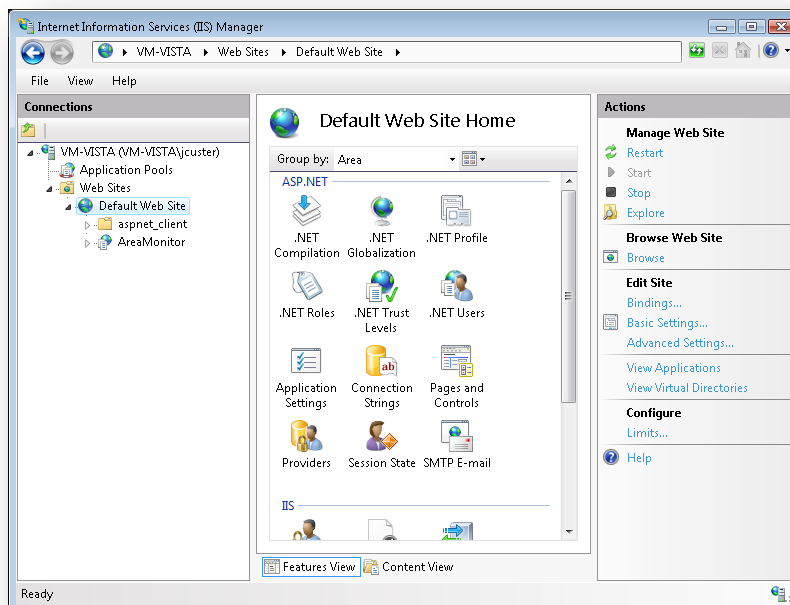 Internet Information Services (IIS) Manager
VM-VISTA Web Sites Default Web Site
File View Help
Connections
VM-VISTA (VM-VISTA\jcuster)
Application Pools
Web Sites
Default Web Site
aspnet_client
AreaMonitor
Default Web Site Home
Group by: Area
ASP.NET
.NET Compilation
.NET Globalization
.NET Profile
.NET Roles
.NET Trust Levels
.NET Users
Application Settings
Connection Strings
ab
Pages and Controls
Providers
Session State
SMTP E-mail
IIS
Features View
Content View
Actions
Manage Web Site
Restart
Start
Stop
Explore
Browse Web Site
Browse
Edit Site
Bindings...
Basic Settings...
Advanced Settings...
View Applications
View Virtual Directories
Configure
Limits...
Help
Ready